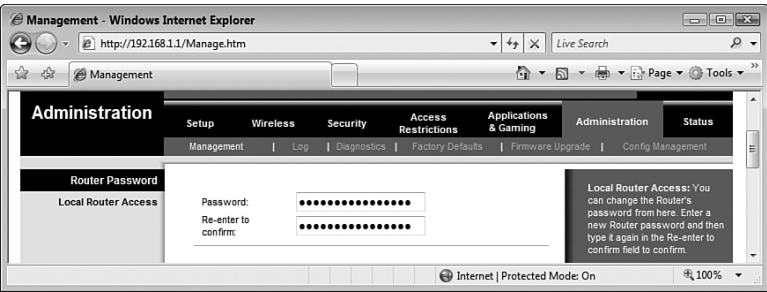 Management - Windows Internet Explorer
http://192.168.1.1/Manage.htm
Live Search
Management
Page
Tools
Administration
Setup
Wireless
Security
Access Restrictions
Applications & Gaming
Administration
Status
Management | Log | Diagnostics | Factory Defaults | Firmware Upgrade | Config Management
Router Password
Local Router Access
Password:
●●●●●●●●●●●●●●●●
Re-enter to
confirm:
●●●●●●●●●●●●●●●●
Local Router Access: You
can change the Router's
password from here. Enter a
new Router password and then
type it again in the Re-enter to
confirm field to confirm.
Internet | Protected Mode: On
100%